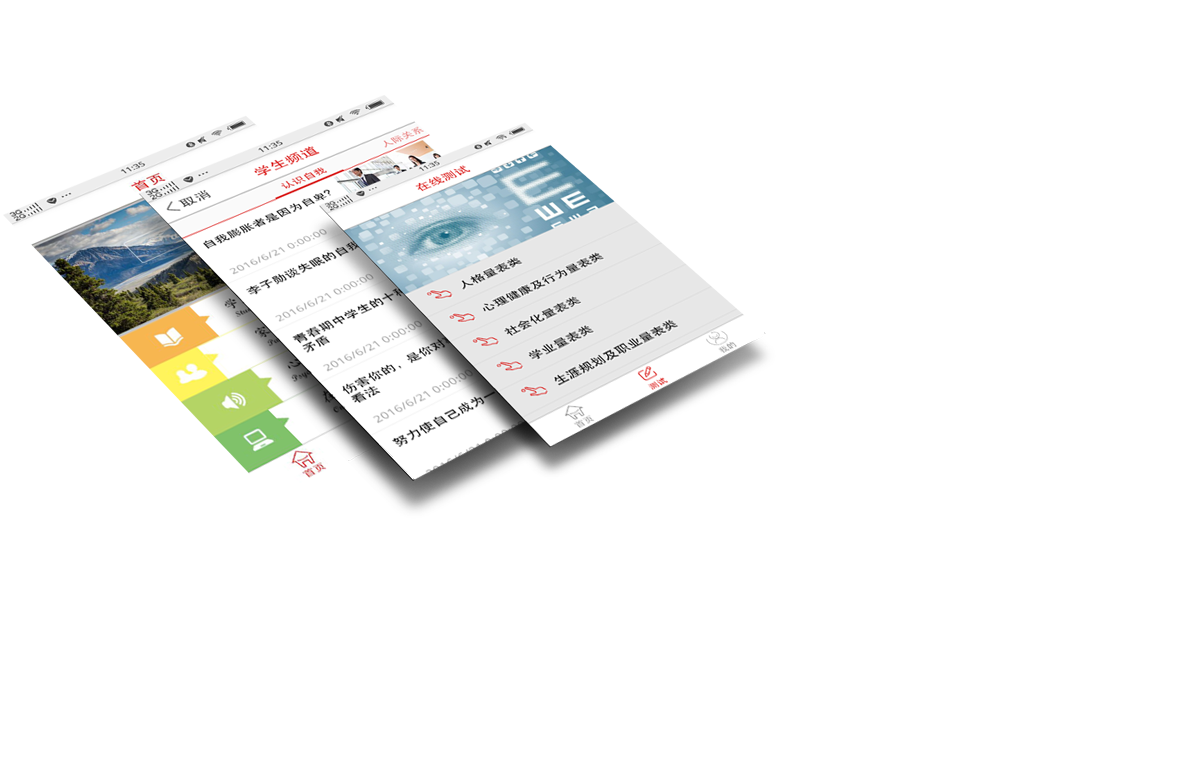 3G
2G
11:35
首页
学
心
首页
3G
2G
11:35
取消
学生频道
认识自我
人际关系
自我膨胀者是因为自卑?
2016/6/21 0:00:00
李子勋谈失眠的自我
2016/6/21 0:00:00
青春期中学生的十种
矛盾
2016/6/21 0:00:00
伤害你的，是你对
看法
2016/6/21 0:00:00
努力使自己成为一
3G
2G
11:35
在线测试
E
W E
人格量表类
心理健康及行为量表类
社会化量表类
学业量表类
生涯规划及职业量表类
首页
测试
我的